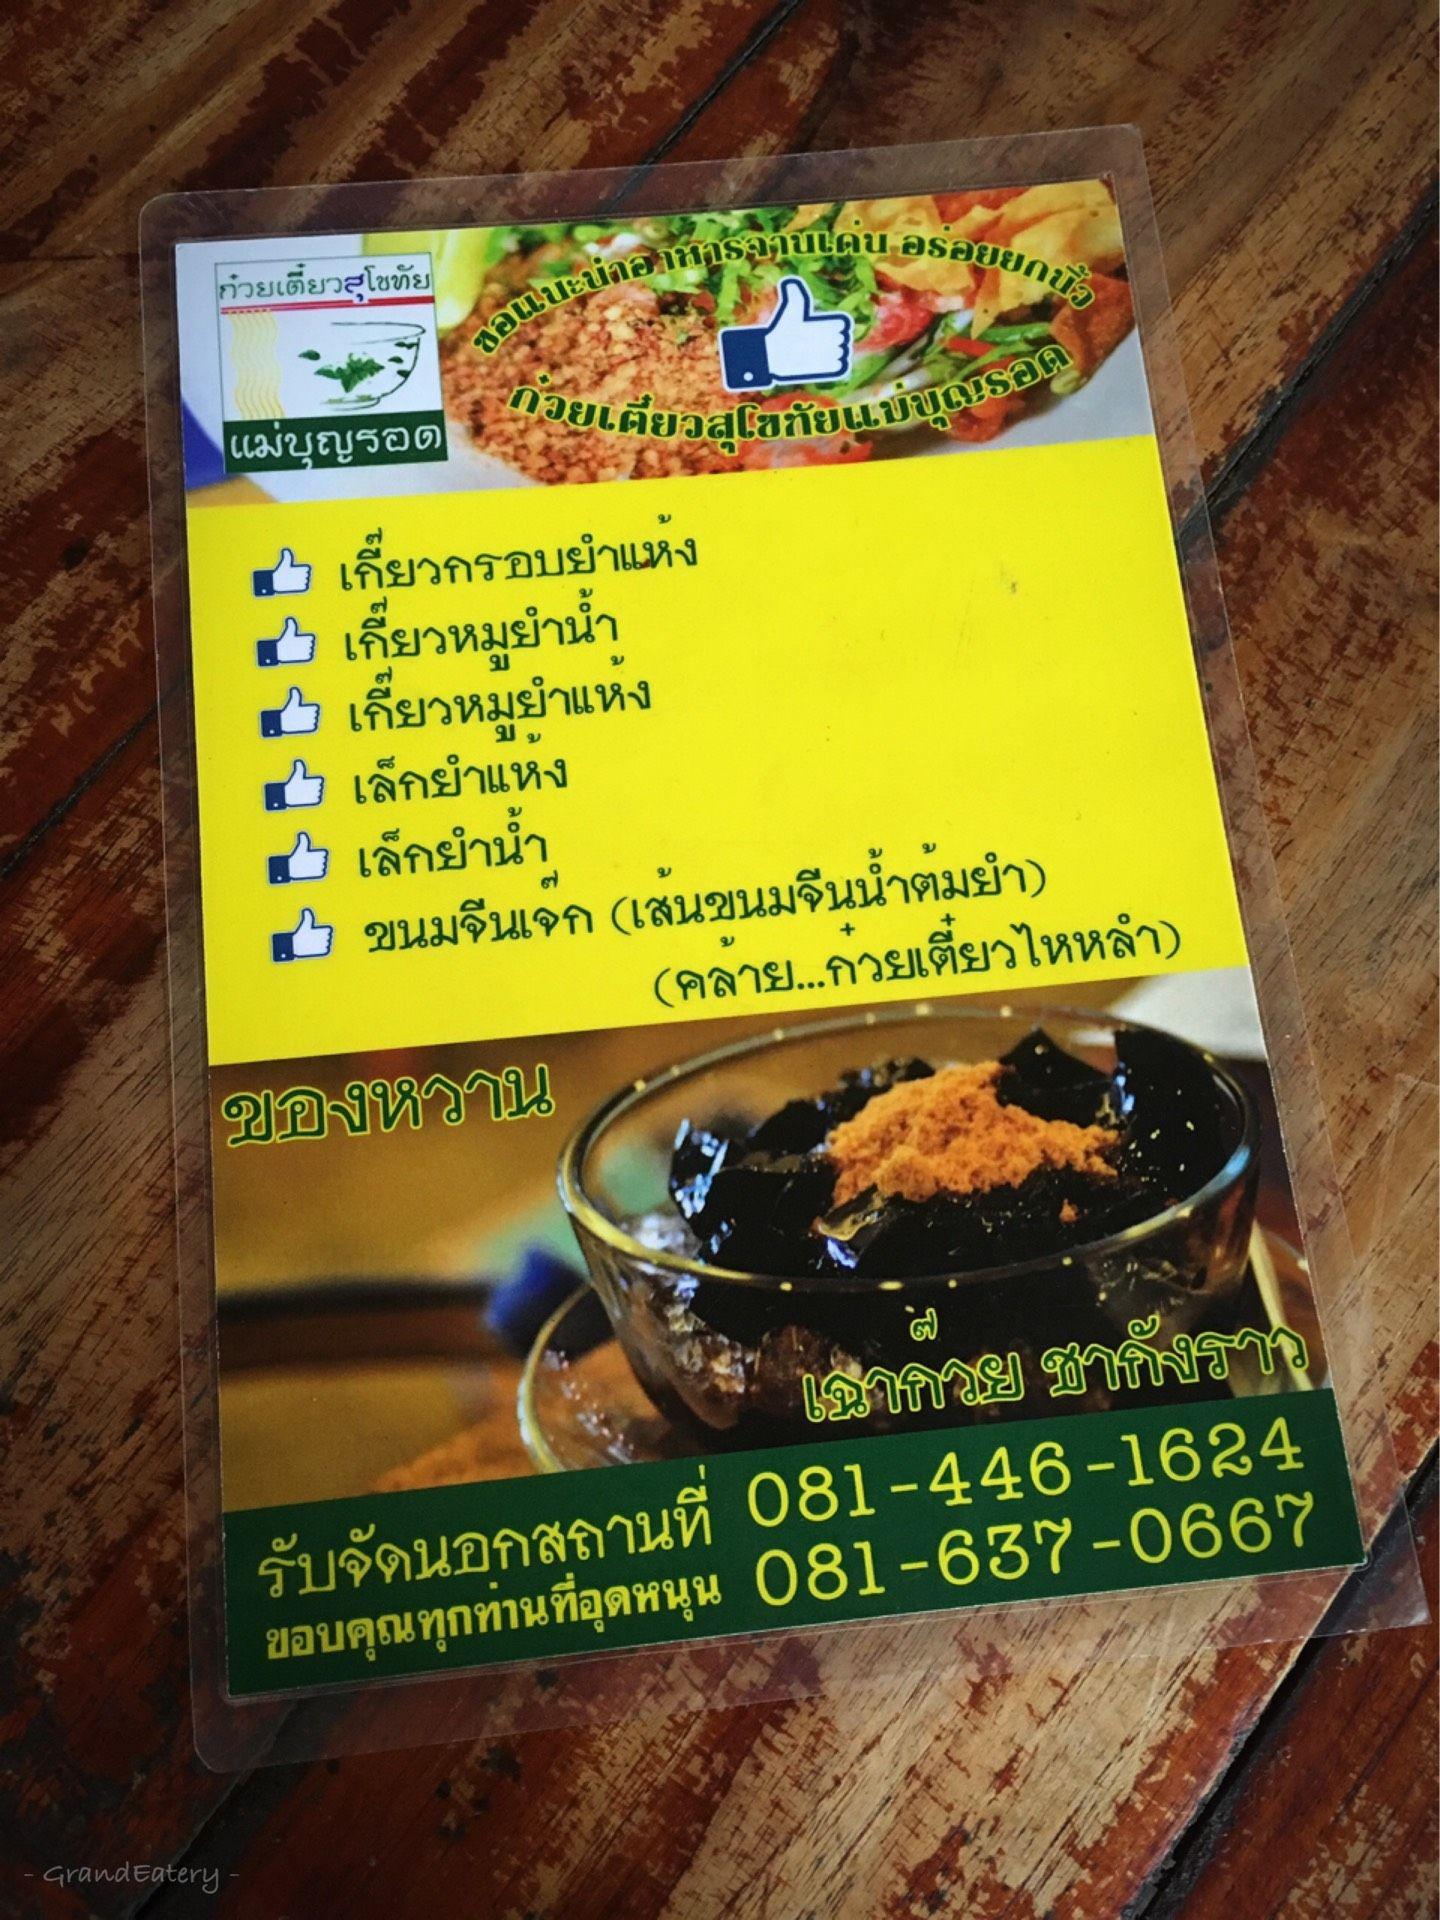 ก๋วยเตี๋ยวสุโขทัย
แม่บุญรอด
ขอแนะนำอาหารจานเด่น อร่อยยกนิ้ว
ก๋วยเตี๋ยวสุโขทัยแม่บุญรอด
เกี๊ยวกรอบยำแห้ง
เกี๊ยวหมูยำน้ำ
เกี๊ยวหมูยำแห้ง
เล็กยำแห้ง
เล็กยำน้ำ
ขนมจีนเจ๊ก (เส้นขนมจีนน้ำต้มยำ)
(คล้าย...ก๋วยเตี๋ยวไหหลำ)
ของหวาน
เฉาก๊วย ชากังราว
รับจัดนอกสถานที่ 081-446-1624
ขอบคุณทุกท่านที่อุดหนุน 081-637-0667
- GrandEatery -